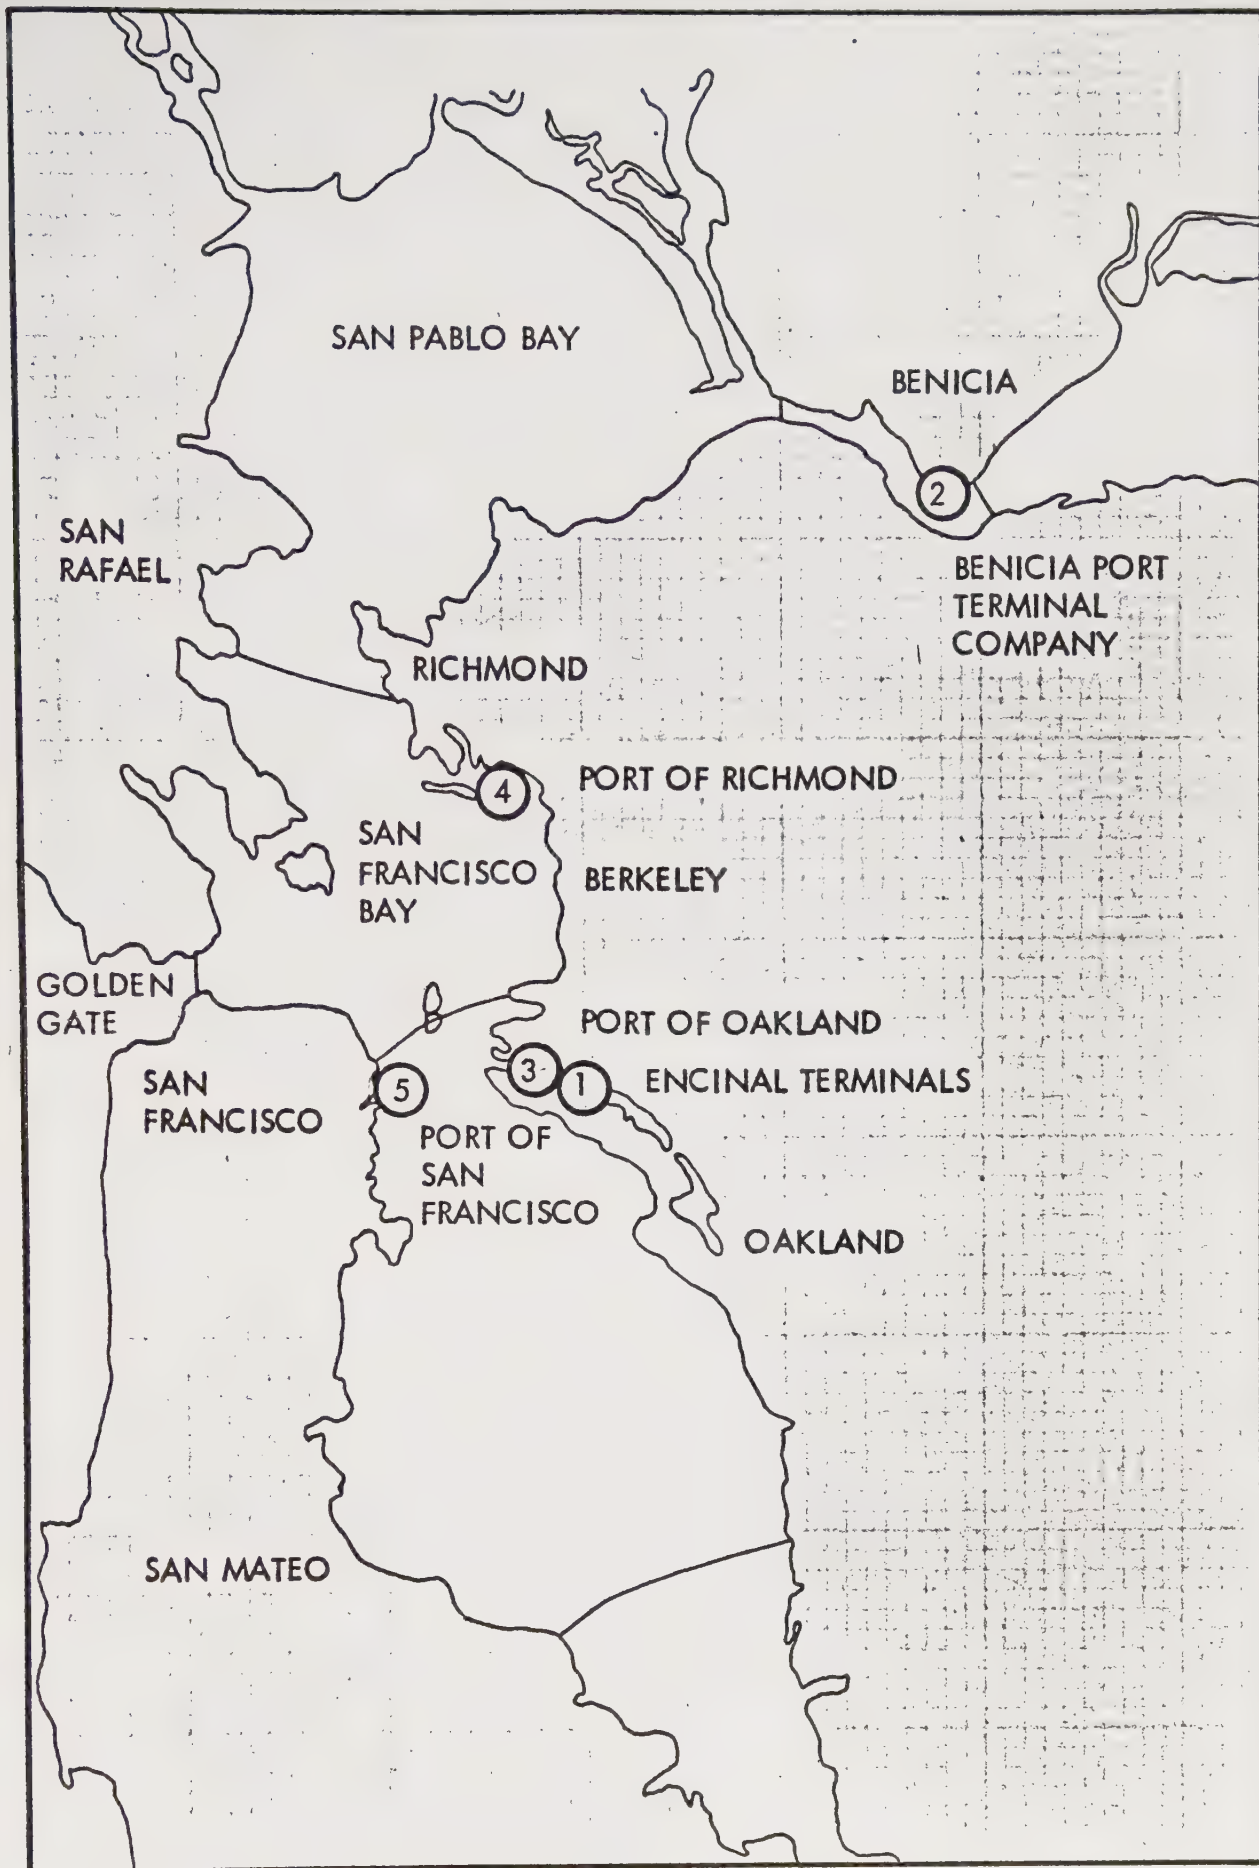 SAN PABLO BAY
BENICIA
2
SAN
RAFAEL
BENICIA PORT
TERMINAL
COMPANY
RICHMOND
4
PORT OF RICHMOND
SAN
FRANCISCO
BAY
BERKELEY
GOLDEN
GATE
PORT OF OAKLAND
3
1
ENCINAL TERMINALS
5
SAN
FRANCISCO
PORT OF
SAN
FRANCISCO
OAKLAND
SAN MATEO